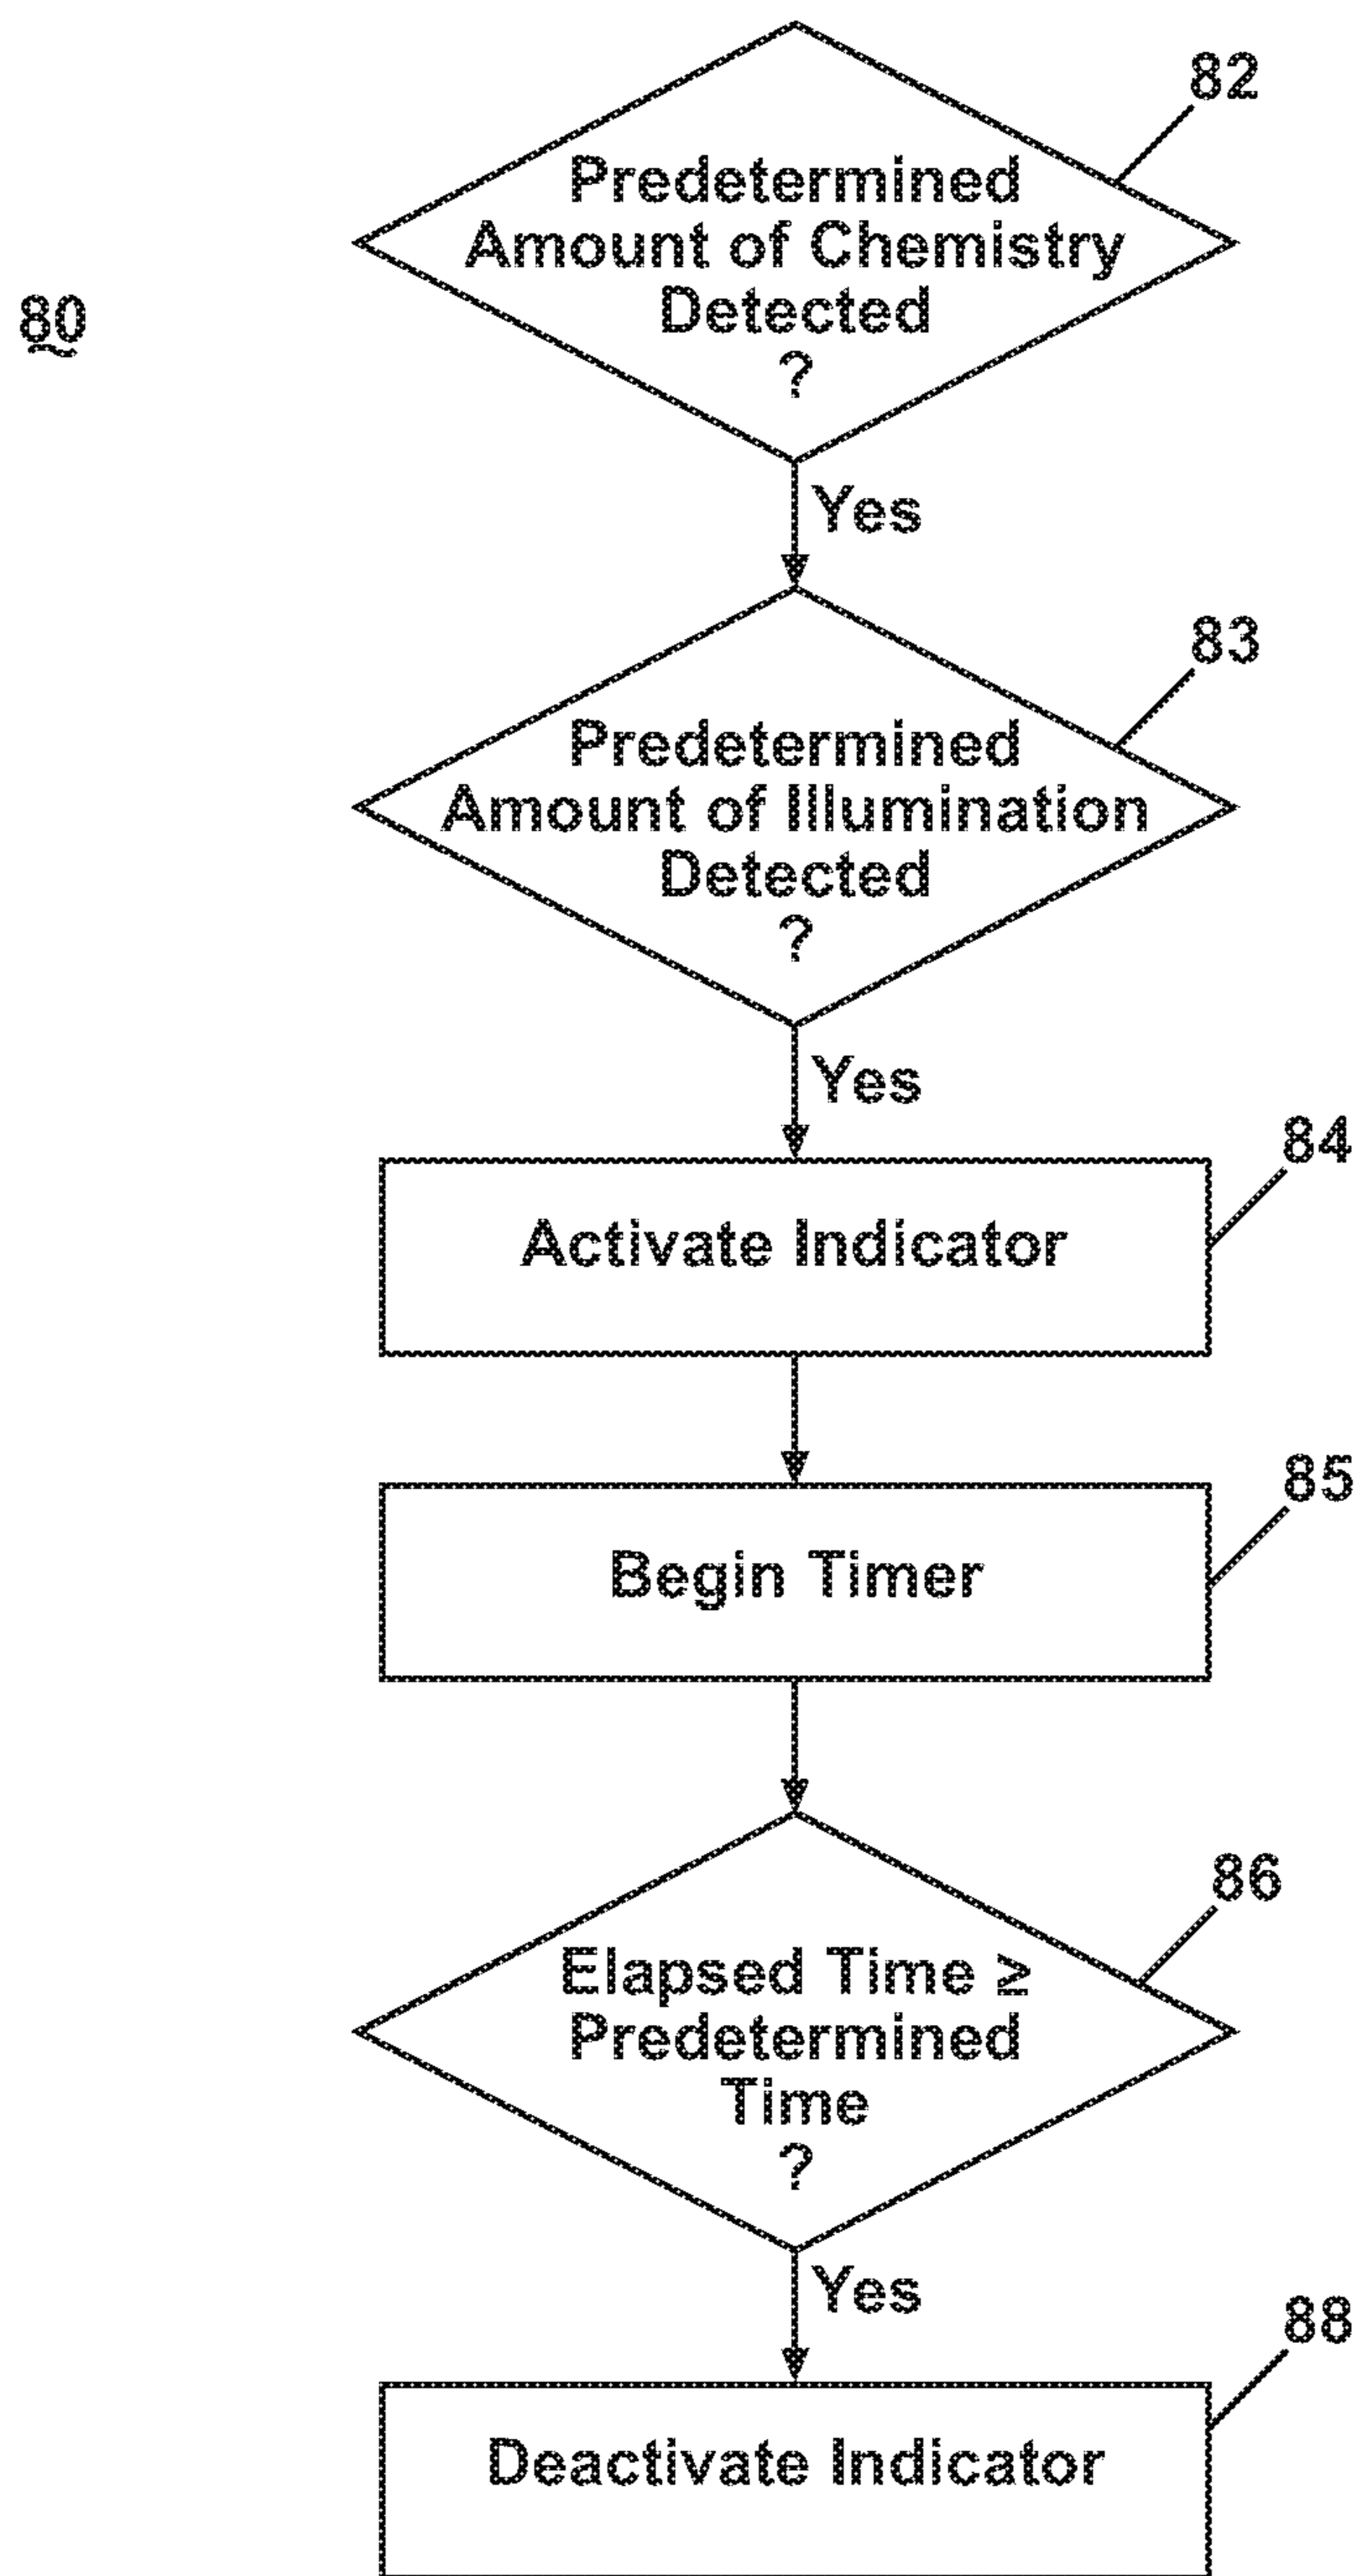 82
Predetermined
Amount of Chemistry
Detected
?
80
Yes
83
Predetermined
Amount of Illumination
Detected
?
Yes
84
Activate Indicator
85
Begin Timer
86
Elapsed Time ≥
Predetermined
Time
?
Yes
88
Deactivate Indicator